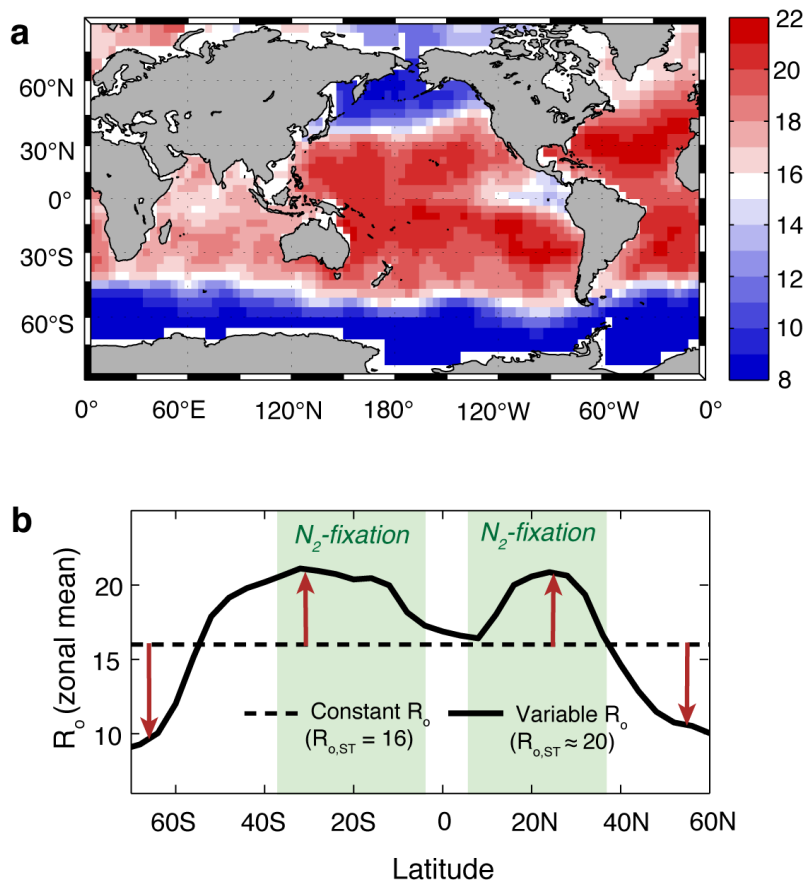 a
60°N
30°N
0°
30°S
60°S
0° 60°E 120°E 180° 120°W 60°W 0°
22
20
18
16
14
12
10
8
b
N₂-fixation N₂-fixation
Rₒ (zonal mean)
20
15
10
Constant Rₒ
(Rₒ,ST = 16)
Variable Rₒ
(Rₒ,ST ≈ 20)
60S 40S 20S 0 20N 40N 60N
Latitude